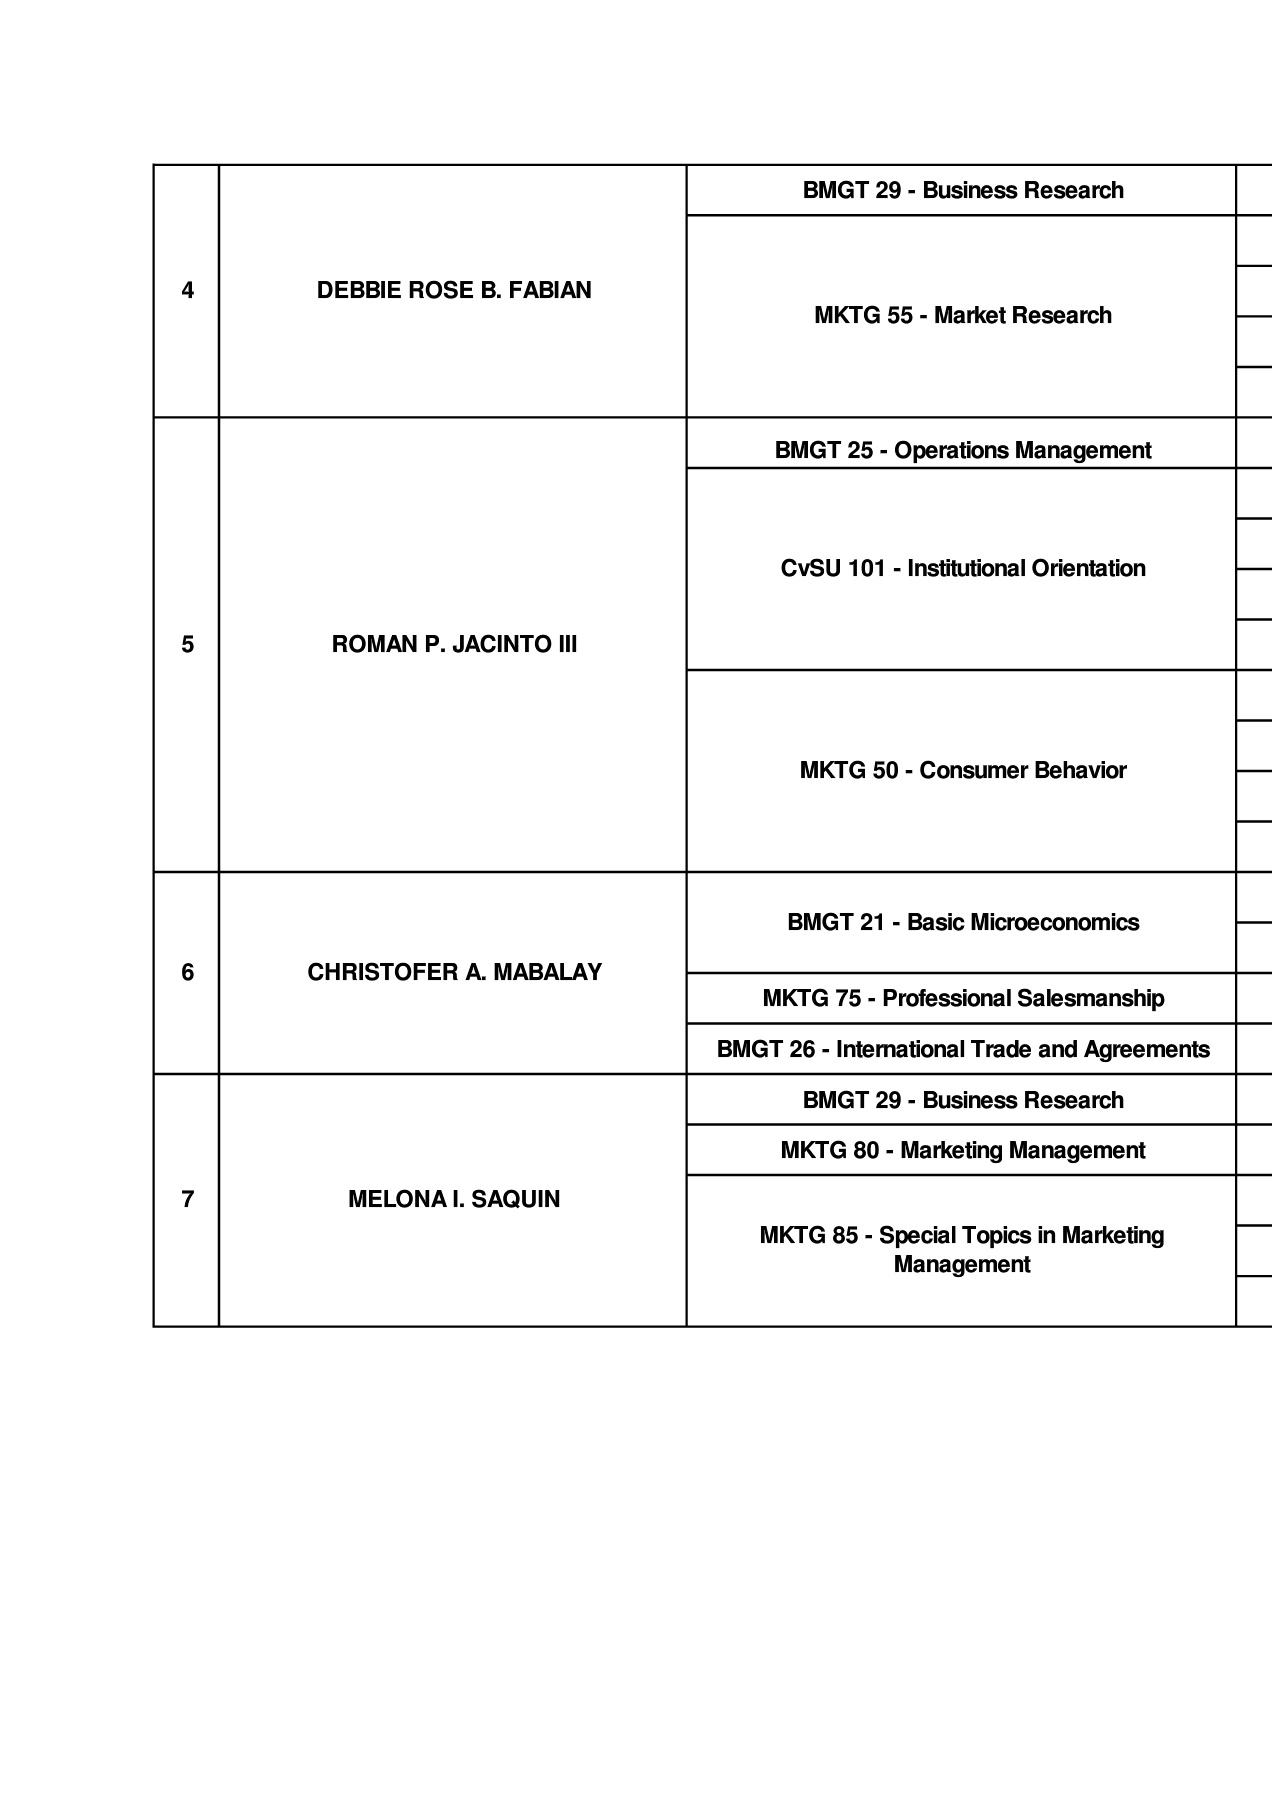 BMGT 29 - Business Research
4
DEBBIE ROSE B. FABIAN
MKTG 55 - Market Research
BMGT 25 - Operations Management
CvSU 101 - Institutional Orientation
5
ROMAN P. JACINTO III
MKTG 50 - Consumer Behavior
BMGT 21 - Basic Microeconomics
6
CHRISTOFER A. MABALAY
MKTG 75 - Professional Salesmanship
BMGT 26 - International Trade and Agreements
BMGT 29 - Business Research
MKTG 80 - Marketing Management
7
MELONA I. SAQUIN
MKTG 85 - Special Topics in Marketing
Management